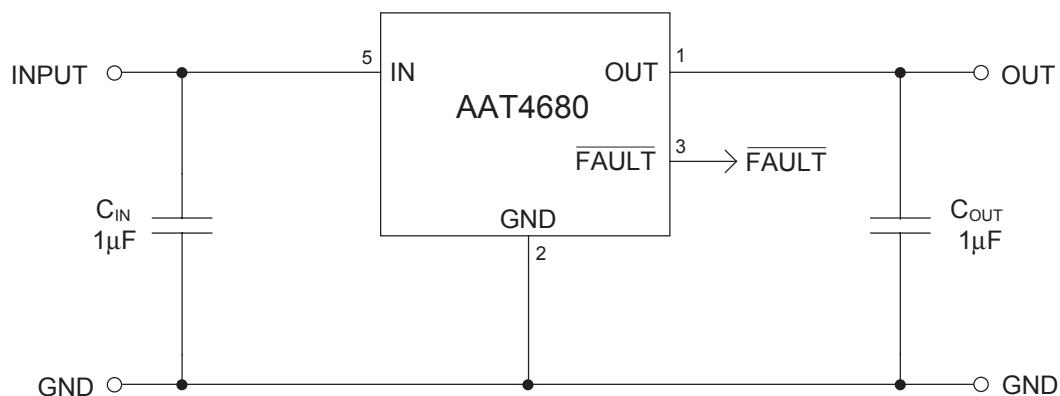 INPUT
5
IN
AAT4680
OUT
1
OUT
FAULT
3
FAULT
C_IN
1μF
GND
2
C_OUT
1μF
GND
GND